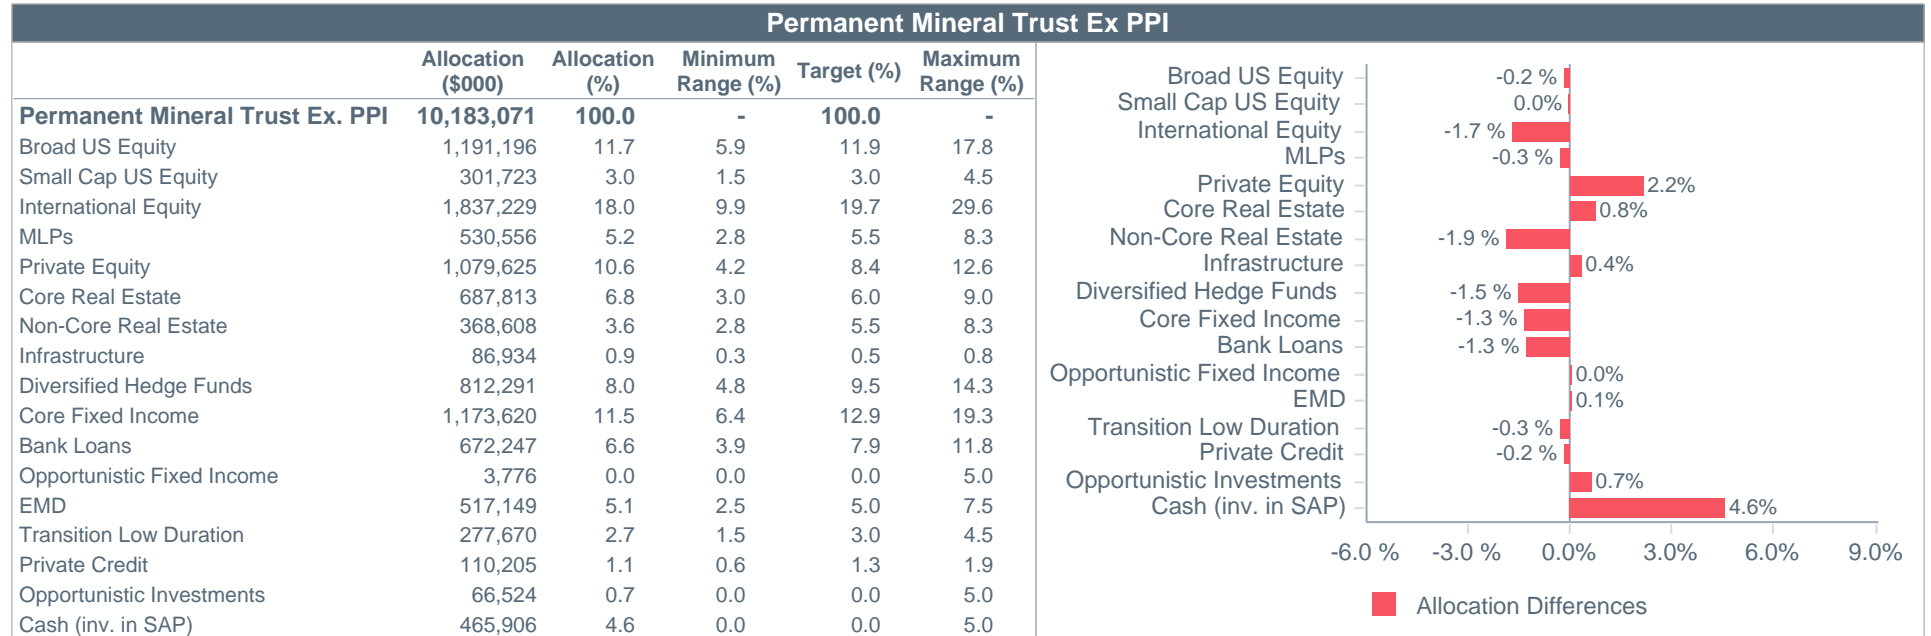 Permanent Mineral Trust Ex PPI
Allocation ($000) Allocation (%) Minimum Range (%) Target (%) Maximum Range (%)
Permanent Mineral Trust Ex. PPI 10,183,071 100.0 - 100.0 -
Broad US Equity 1,191,196 11.7 5.9 11.9 17.8
Small Cap US Equity 301,723 3.0 1.5 3.0 4.5
International Equity 1,837,229 18.0 9.9 19.7 29.6
MLPs 530,556 5.2 2.8 5.5 8.3
Private Equity 1,079,625 10.6 4.2 8.4 12.6
Core Real Estate 687,813 6.8 3.0 6.0 9.0
Non-Core Real Estate 368,608 3.6 2.8 5.5 8.3
Infrastructure 86,934 0.9 0.3 0.5 0.8
Diversified Hedge Funds 812,291 8.0 4.8 9.5 14.3
Core Fixed Income 1,173,620 11.5 6.4 12.9 19.3
Bank Loans 672,247 6.6 3.9 7.9 11.8
Opportunistic Fixed Income 3,776 0.0 0.0 0.0 5.0
EMD 517,149 5.1 2.5 5.0 7.5
Transition Low Duration 277,670 2.7 1.5 3.0 4.5
Private Credit 110,205 1.1 0.6 1.3 1.9
Opportunistic Investments 66,524 0.7 0.0 0.0 5.0
Cash (inv. in SAP) 465,906 4.6 0.0 0.0 5.0
Broad US Equity -0.2 %
Small Cap US Equity 0.0%
International Equity -1.7 %
MLPs -0.3 %
Private Equity 2.2%
Core Real Estate 0.8%
Non-Core Real Estate -1.9 %
Infrastructure 0.4%
Diversified Hedge Funds -1.5 %
Core Fixed Income -1.3 %
Bank Loans -1.3 %
Opportunistic Fixed Income 0.0%
EMD 0.1%
Transition Low Duration -0.3 %
Private Credit -0.2 %
Opportunistic Investments 0.7%
Cash (inv. in SAP) 4.6%
-6.0 % -3.0 % 0.0% 3.0% 6.0% 9.0%
Allocation Differences